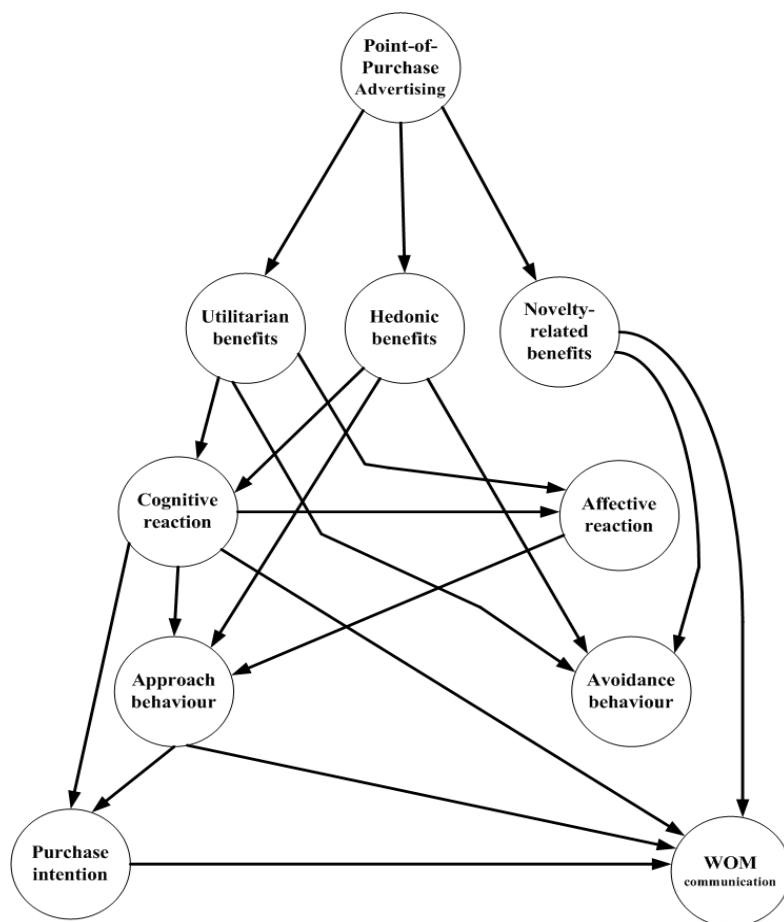 Point-of-
Purchase
Advertising
Utilitarian
benefits
Hedonic
benefits
Novelty-
related
benefits
Cognitive
reaction
Affective
reaction
Approach
behaviour
Avoidance
behaviour
Purchase
intention
WOM
communication